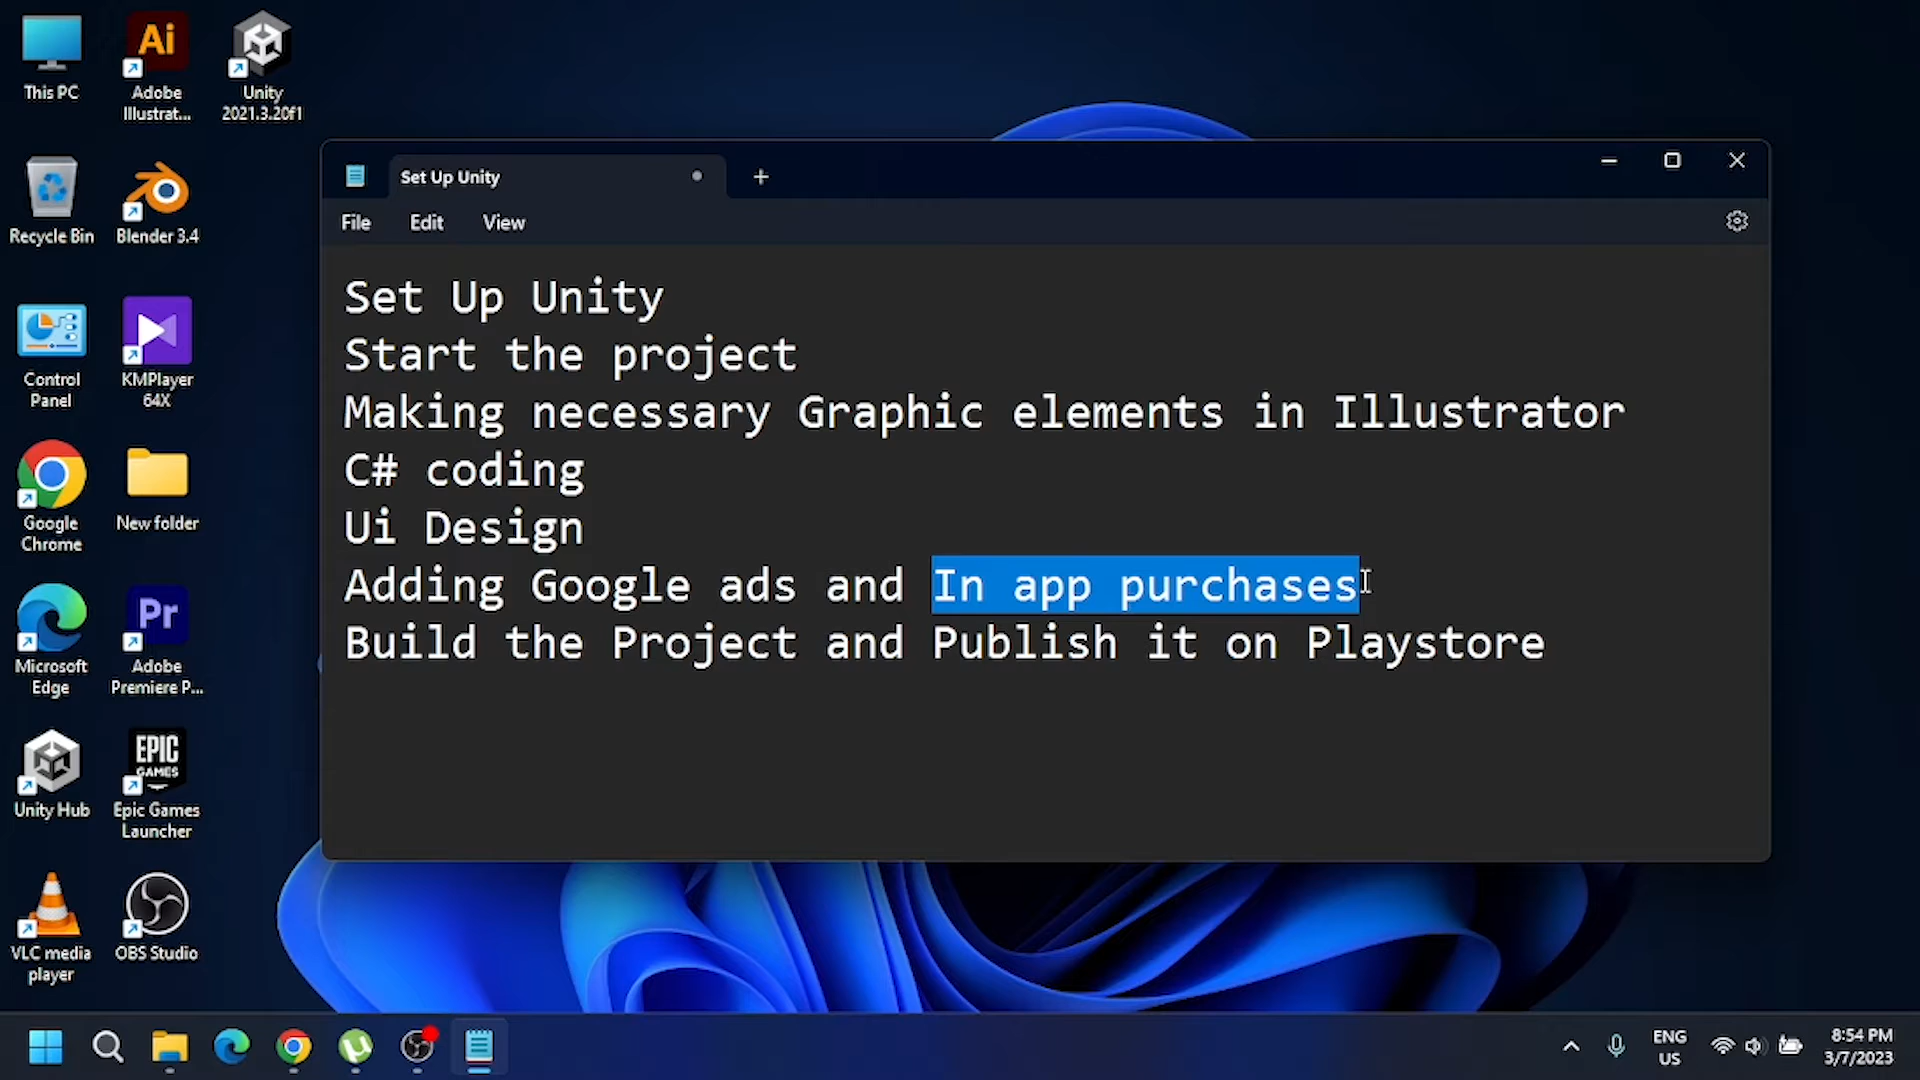 This PC
Ai
Adobe
Illustrat...
Unity
2021.3.20f1
Recycle Bin
Blender 3.4
Control
Panel
KMPlayer
64X
Google
Chrome
New folder
Microsoft
Edge
Pr
Adobe
Premiere P...
Unity Hub
EPIC
GAMES
Epic Games
Launcher
VLC media
player
OBS Studio
Set Up Unity
File Edit View
Set Up Unity
Start the project
Making necessary Graphic elements in Illustrator
C# coding
Ui Design
Adding Google ads and In app purchases
Build the Project and Publish it on Playstore
ENG
US
8:54 PM
3/7/2023